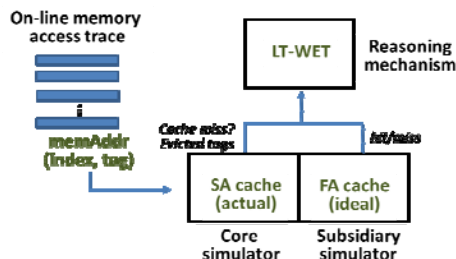 On-line memory
access trace
memAddr
(index, tag)
LT-WET
Reasoning
mechanism
Cache miss?
Evicted tags
hit/miss
SA cache
(actual)
FA cache
(ideal)
Core
simulator
Subsidiary
simulator